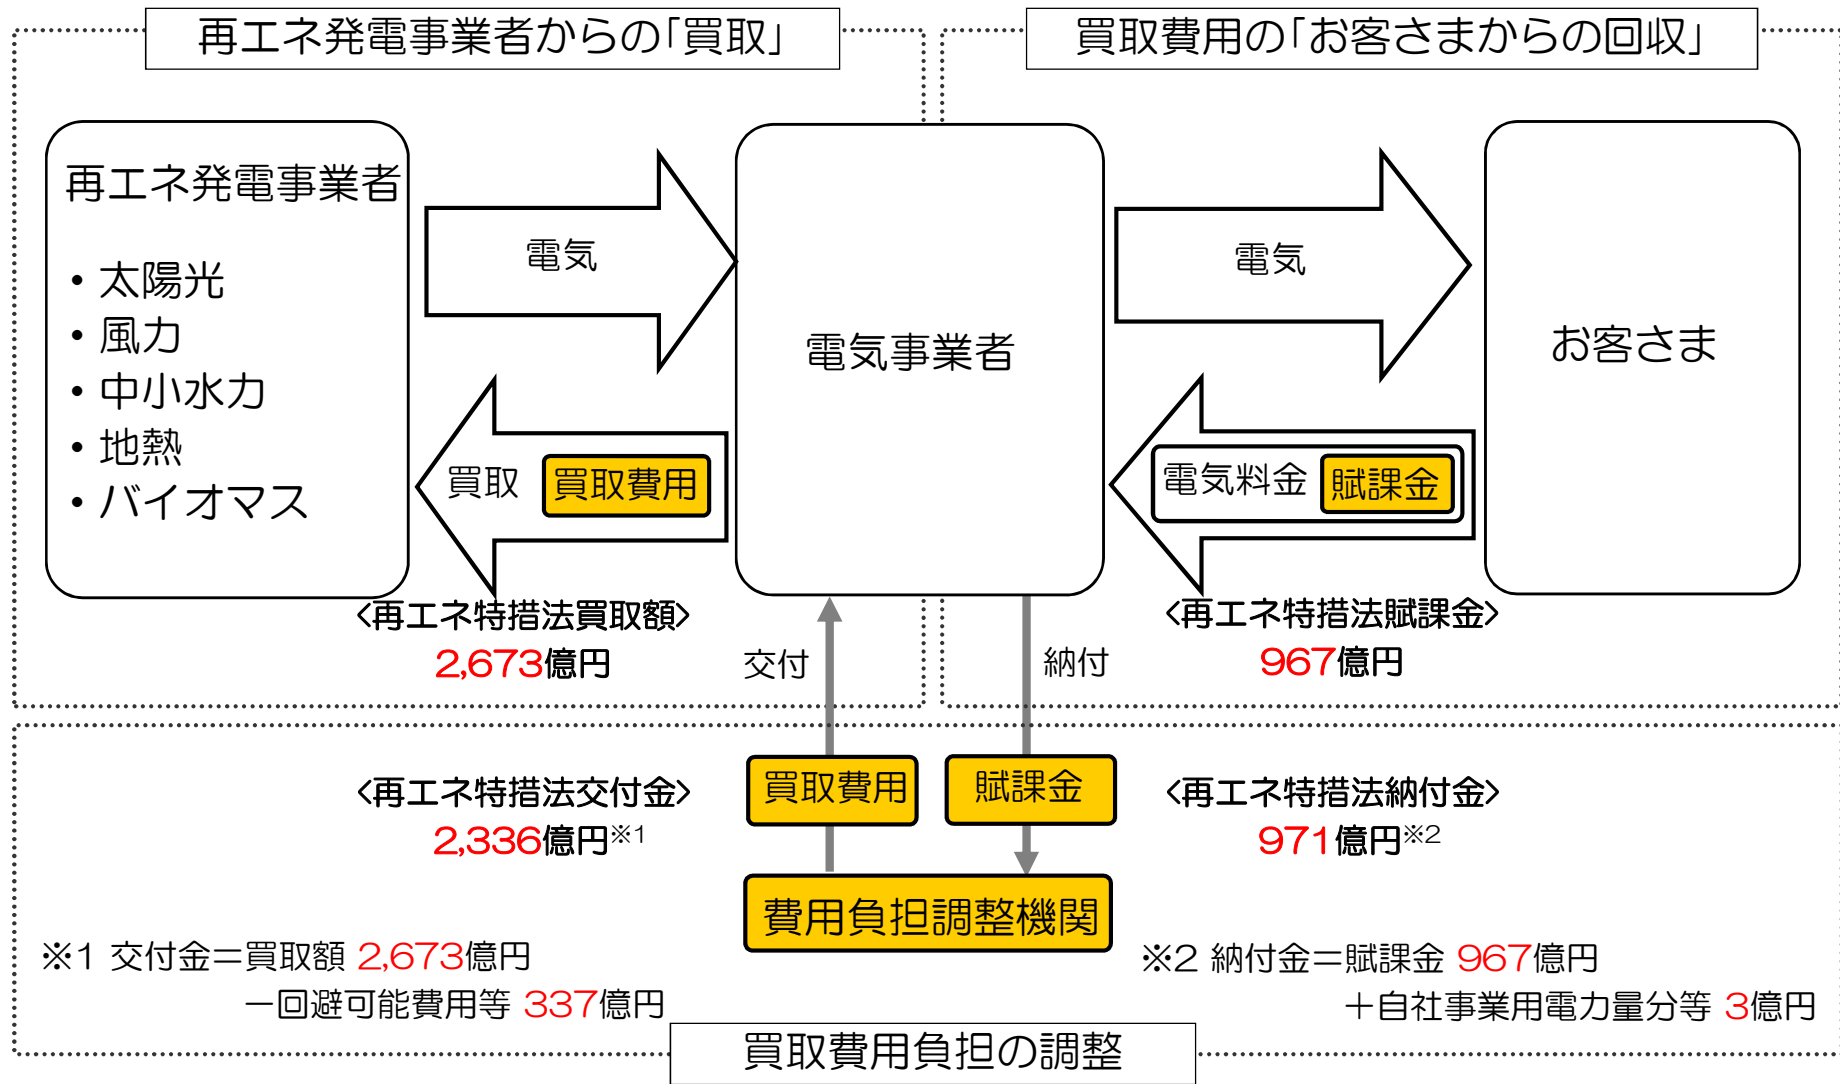 再エネ発電事業者からの「買取」
買取費用の「お客さまからの回収」
再エネ発電事業者
・太陽光
・風力
・中小水力
・地熱
・バイオマス
電気
買取 買取費用
電気事業者
電気
電気料金 賦課金
お客さま
<再エネ特措法買取額>
2,673億円
交付
納付
<再エネ特措法賦課金>
967億円
<再エネ特措法交付金>
2,336億円※1
買取費用
賦課金
<再エネ特措法納付金>
971億円※2
費用負担調整機関
※1 交付金＝買取額 2,673億円
－回避可能費用等 337億円
※2 納付金＝賦課金 967億円
＋自社事業用電力量分等 3億円
買取費用負担の調整